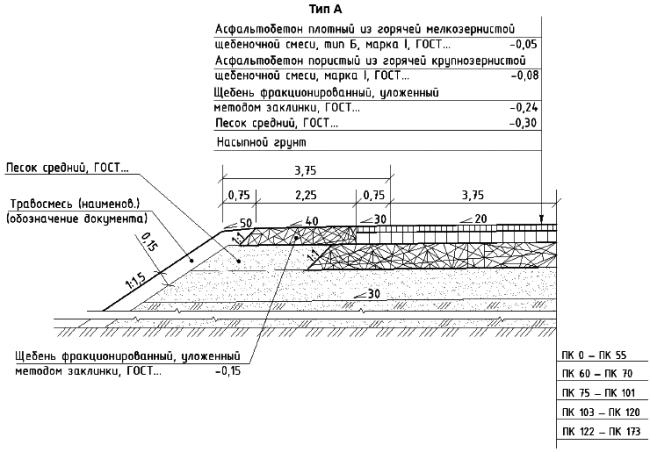 Тип А
Асфальтобетон плотный из горячей мелкозернистой
щебеночной смеси, тип Б, марка I, ГОСТ... -0,05
Асфальтобетон пористый из горячей крупнозернистой
щебеночной смеси, марка I, ГОСТ... -0,08
Щебень фракционированный, уложенный
методом заклинки, ГОСТ... -0,24
Песок средний, ГОСТ... -0,30
Насыпной грунт
Песок средний, ГОСТ...
3,75
Травосмесь (наименов.)
(обозначение документа)
0,75 2,25 0,75 3,75
50 40 30 20
0,15
1:1
1:1
1:1,5
30
Щебень фракционированный, уложенный
методом заклинки, ГОСТ... -0,15
ПК 0 - ПК 55
ПК 60 - ПК 70
ПК 75 - ПК 101
ПК 103 - ПК 120
ПК 122 - ПК 173